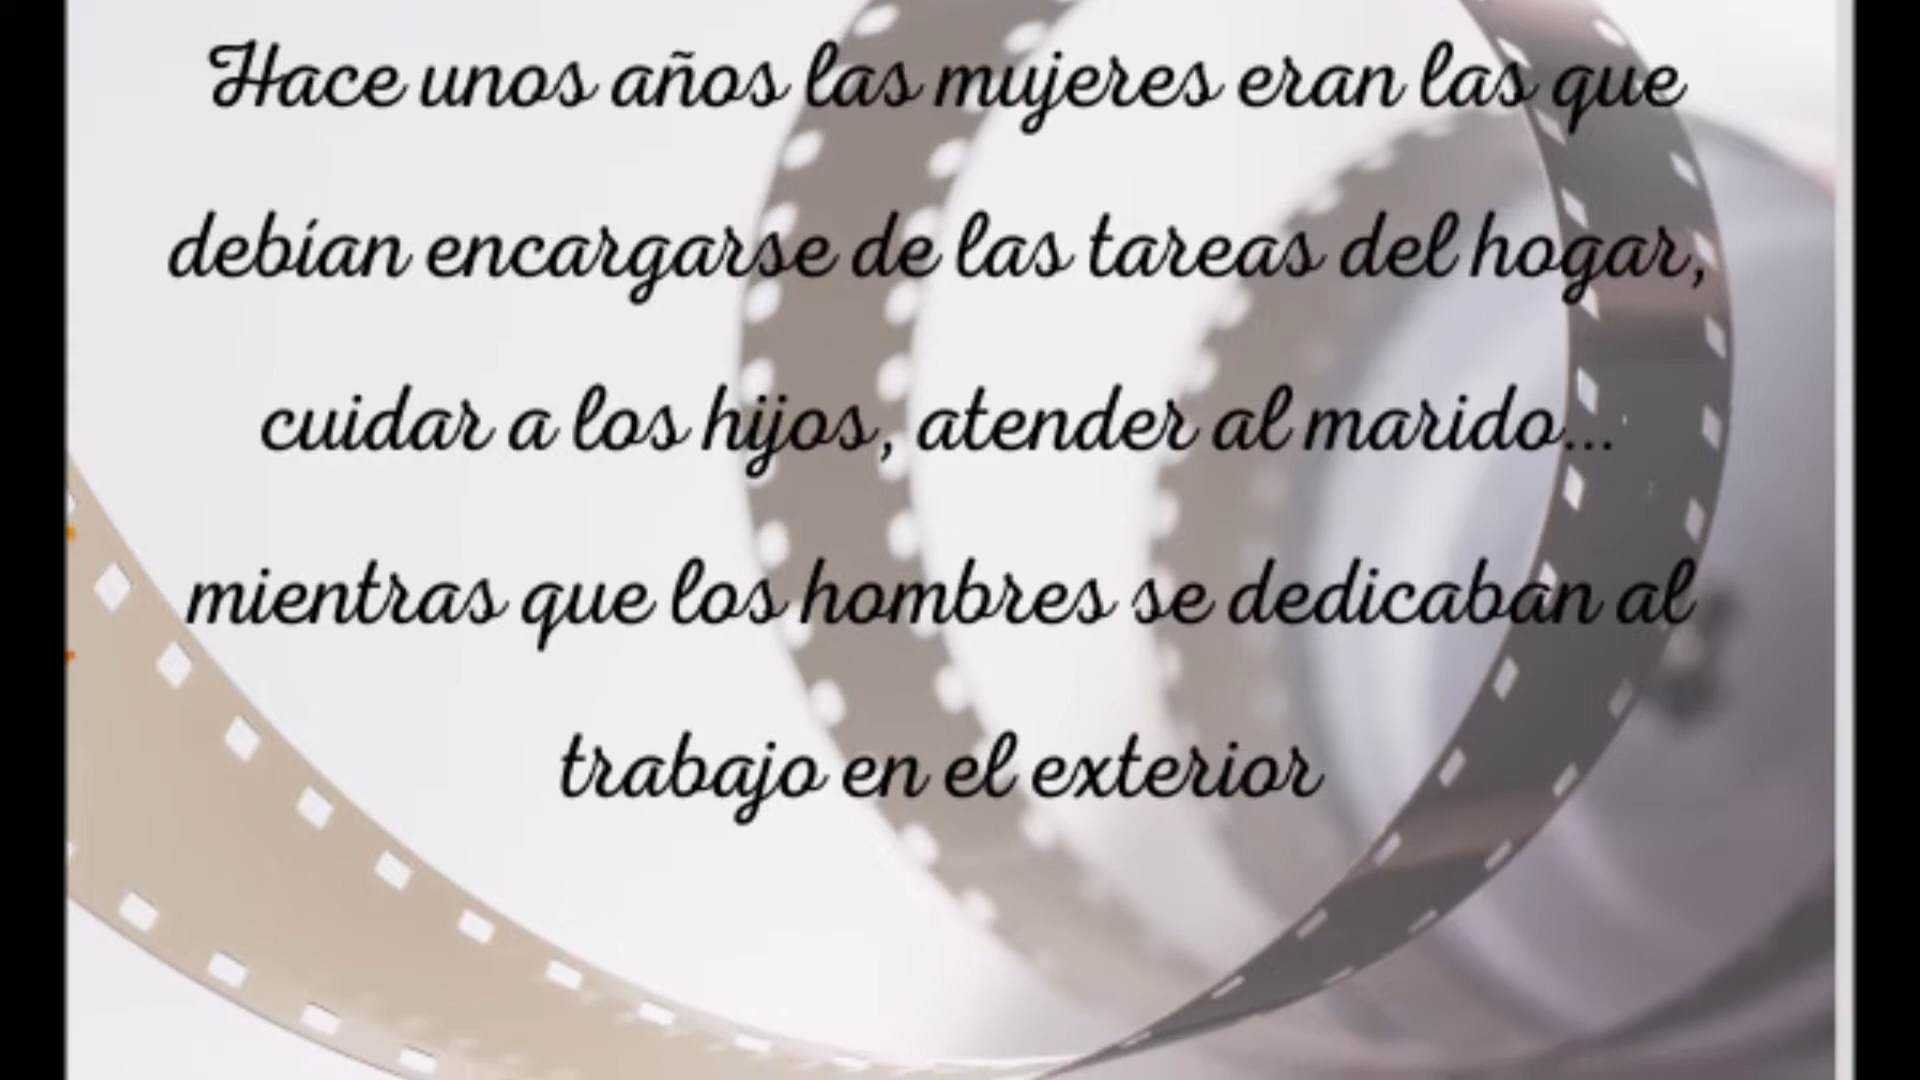 Hace unos años las mujeres eran las que
debían encargarse de las tareas del hogar,
cuidar a los hijos, atender al marido...
mientras que los hombres se dedicaban al
trabajo en el exterior